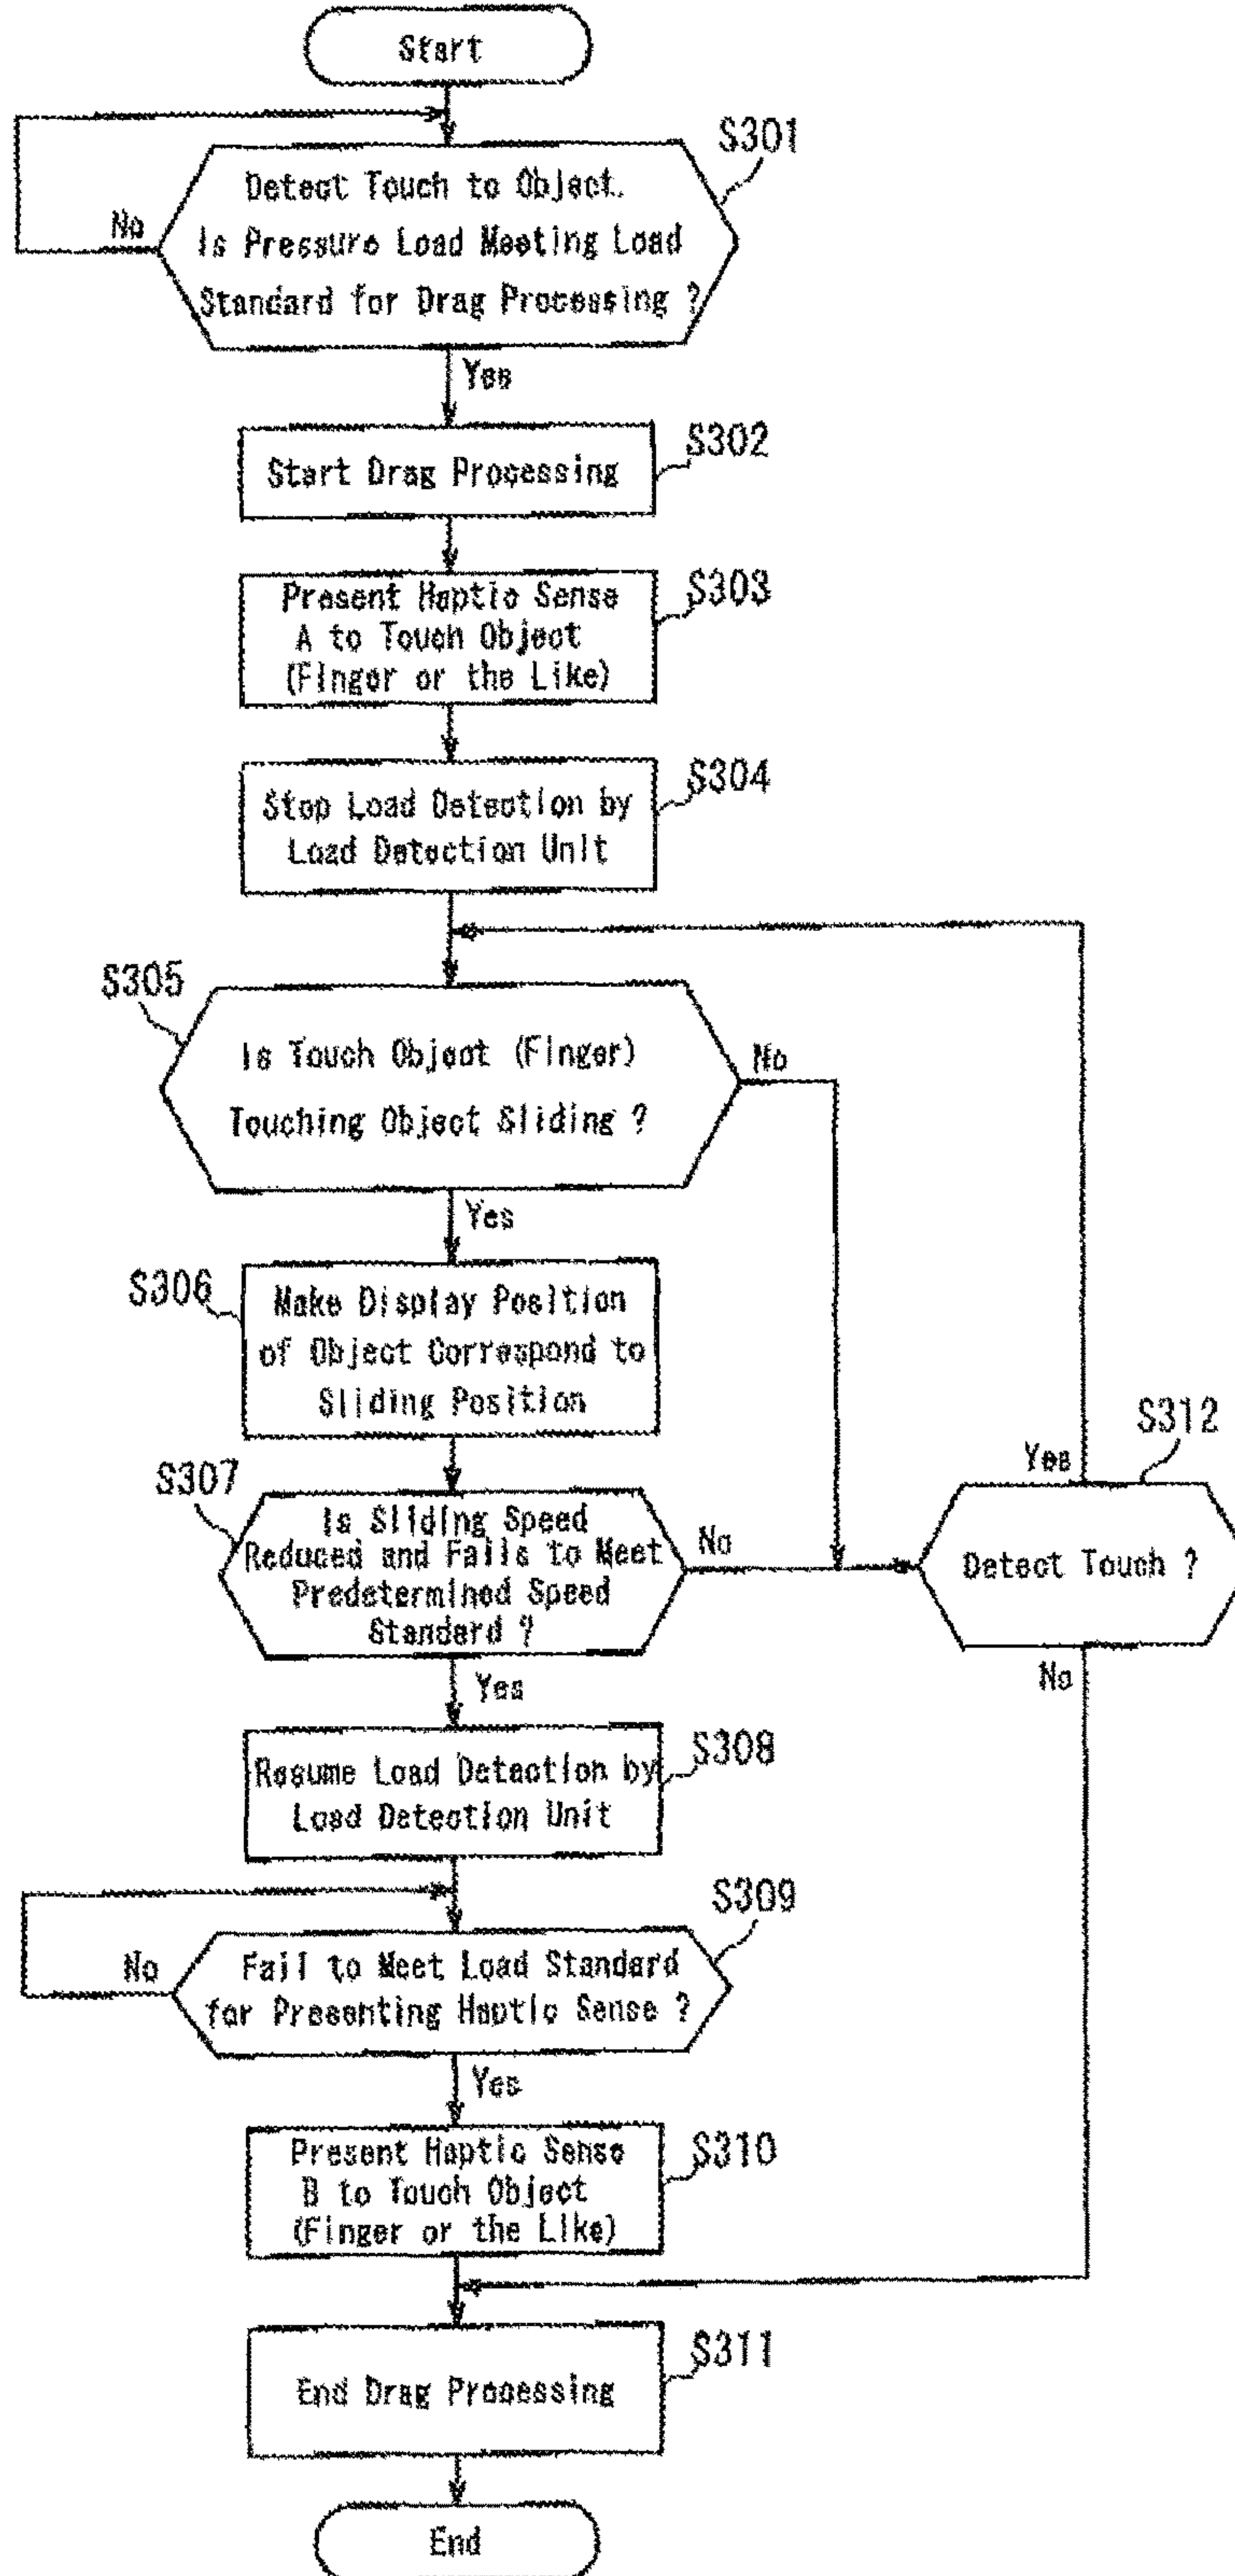 Start
S301
Detect Touch to Object.
Is Pressure Load Meeting Load
Standard for Drag Processing ?
No
Yes
S302
Start Drag Processing
S303
Present Haptic Sense
A to Touch Object
(Finger or the Like)
S304
Stop Load Detection by
Load Detection Unit
S305
Is Touch Object (Finger)
Touching Object Sliding ?
No
Yes
S306
Make Display Position
of Object Correspond to
Sliding Position
S307
Is Sliding Speed
Reduced and Fails to Meet
Predetermined Speed
Standard ?
No
Yes
S312
Yes
Detect Touch ?
No
S308
Resume Load Detection by
Load Detection Unit
S309
Fail to Meet Load Standard
for Presenting Haptic Sense ?
No
Yes
S310
Present Haptic Sense
B to Touch Object
(Finger or the Like)
S311
End Drag Processing
End